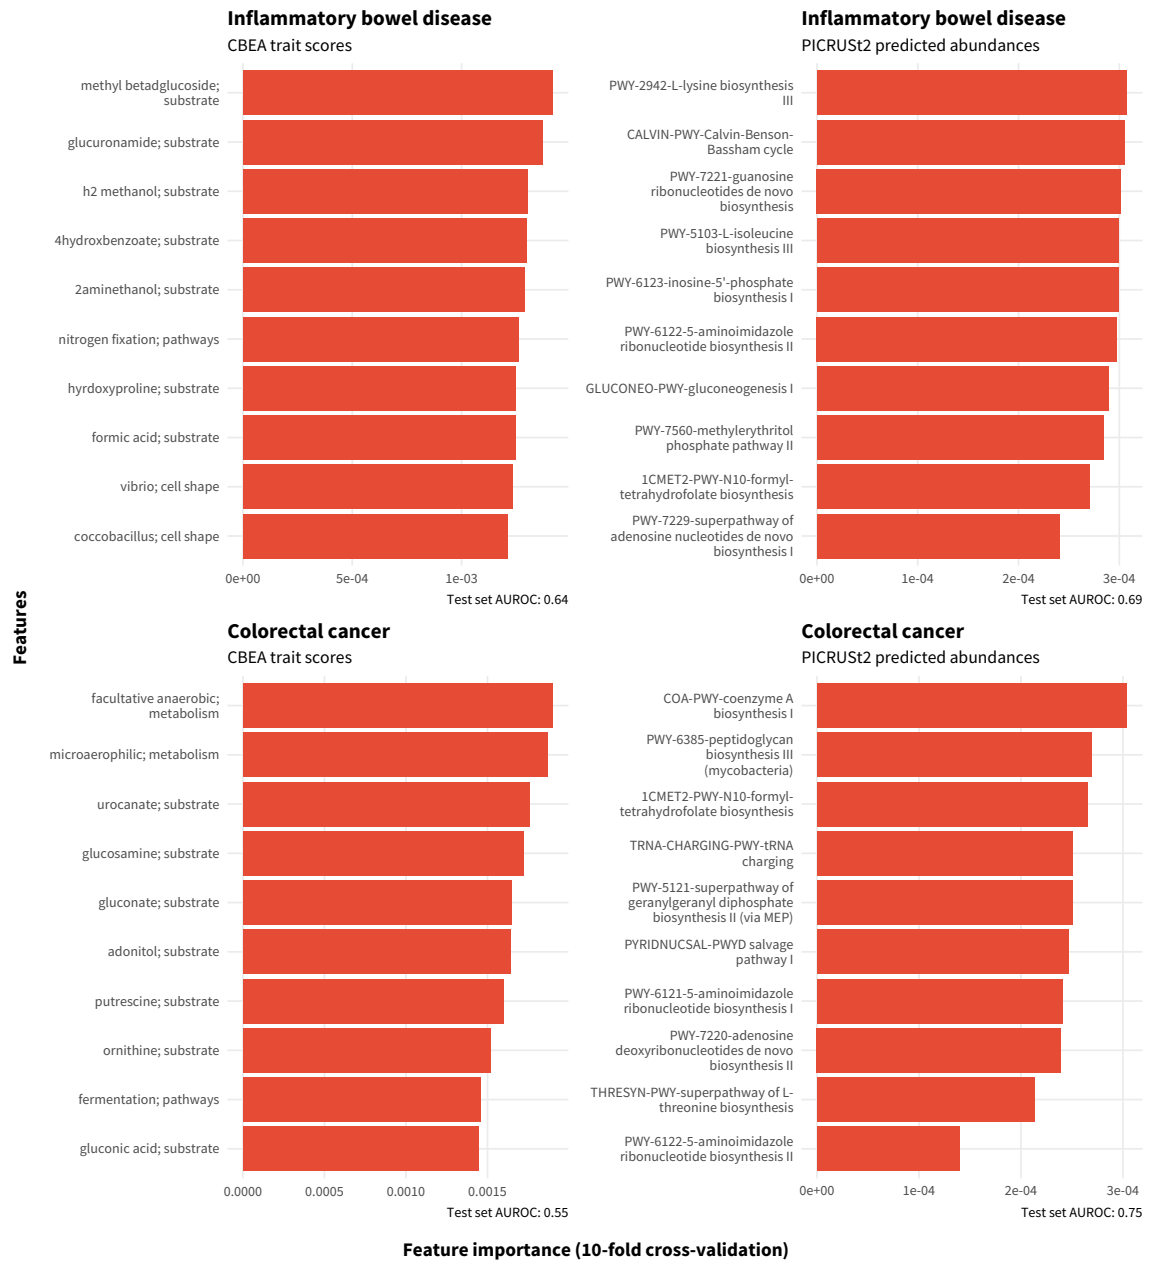 Inflammatory bowel disease
CBEA trait scores
methyl betadglucoside;
substrate
glucuronamide; substrate
h2 methanol; substrate
4hydroxbenzoate; substrate
2aminethanol; substrate
nitrogen fixation; pathways
hyrdoxyproline; substrate
formic acid; substrate
vibrio; cell shape
coccobacillus; cell shape
0e+00
5e-04
1e-03
Test set AUROC: 0.64
Inflammatory bowel disease
PICRUSt2 predicted abundances
PWY-2942-L-lysine biosynthesis
III
CALVIN-PWY-Calvin-Benson-
Bassham cycle
PWY-7221-guanosine
ribonucleotides de novo
biosynthesis
PWY-5103-L-isoleucine
biosynthesis III
PWY-6123-inosine-5'-phosphate
biosynthesis I
PWY-6122-5-aminoimidazole
ribonucleotide biosynthesis II
GLUCONEO-PWY-gluconeogenesis I
PWY-7560-methylerythritol
phosphate pathway II
1CMET2-PWY-N10-formyl-
tetrahydrofolate biosynthesis
PWY-7229-superpathway of
adenosine nucleotides de novo
biosynthesis I
0e+00
1e-04
2e-04
3e-04
Test set AUROC: 0.69
Features
Colorectal cancer
CBEA trait scores
facultative anaerobic;
metabolism
microaerophilic; metabolism
urocanate; substrate
glucosamine; substrate
gluconate; substrate
adonitol; substrate
putrescine; substrate
ornithine; substrate
fermentation; pathways
gluconic acid; substrate
0.0000
0.0005
0.0010
0.0015
Test set AUROC: 0.55
Colorectal cancer
PICRUSt2 predicted abundances
COA-PWY-coenzyme A
biosynthesis I
PWY-6385-peptidoglycan
biosynthesis III
(mycobacteria)
1CMET2-PWY-N10-formyl-
tetrahydrofolate biosynthesis
TRNA-CHARGING-PWY-tRNA
charging
PWY-5121-superpathway of
geranylgeranyl diphosphate
biosynthesis II (via MEP)
PYRIDNUCSAL-PWYD salvage
pathway I
PWY-6121-5-aminoimidazole
ribonucleotide biosynthesis I
PWY-7220-adenosine
deoxyribonucleotides de novo
biosynthesis II
THRESYN-PWY-superpathway of L-
threonine biosynthesis
PWY-6122-5-aminoimidazole
ribonucleotide biosynthesis II
0e+00
1e-04
2e-04
3e-04
Test set AUROC: 0.75
Feature importance (10-fold cross-validation)